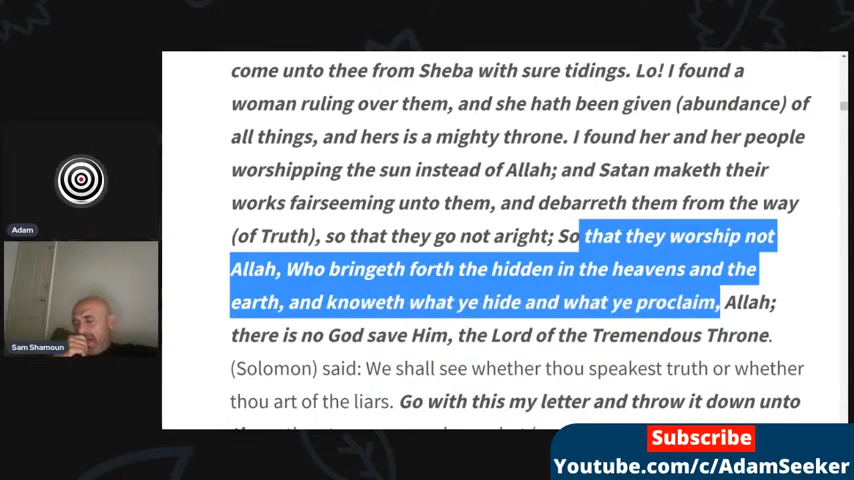 come unto thee from Sheba with sure tidings. Lo! I found a
woman ruling over them, and she hath been given (abundance) of
all things, and hers is a mighty throne. I found her and her people
worshipping the sun instead of Allah; and Satan maketh their
works fairseeming unto them, and debarreth them from the way
(of Truth), so that they go not aright; So that they worship not
Allah, Who bringeth forth the hidden in the heavens and the
earth, and knoweth what ye hide and what ye proclaim, Allah;
there is no God save Him, the Lord of the Tremendous Throne.
(Solomon) said: We shall see whether thou speakest truth or whether
thou art of the liars. Go with this my letter and throw it down unto
Adam
Sam Shamoun
Subscribe
Youtube.com/c/AdamSeeker